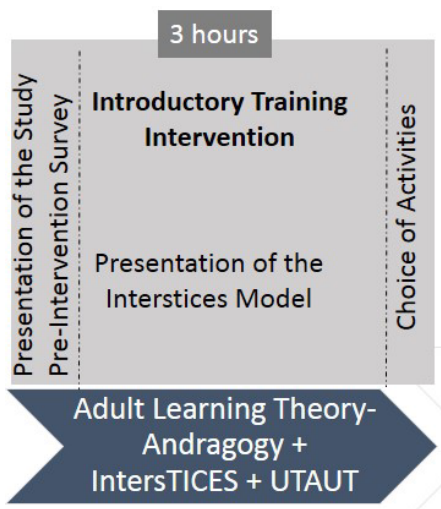 3 hours
Presentation of the Study
Pre-Intervention Survey
Introductory Training
Intervention
Presentation of the
Interstices Model
Choice of Activities
Adult Learning Theory-
Andragogy +
IntersTICES + UTAUT